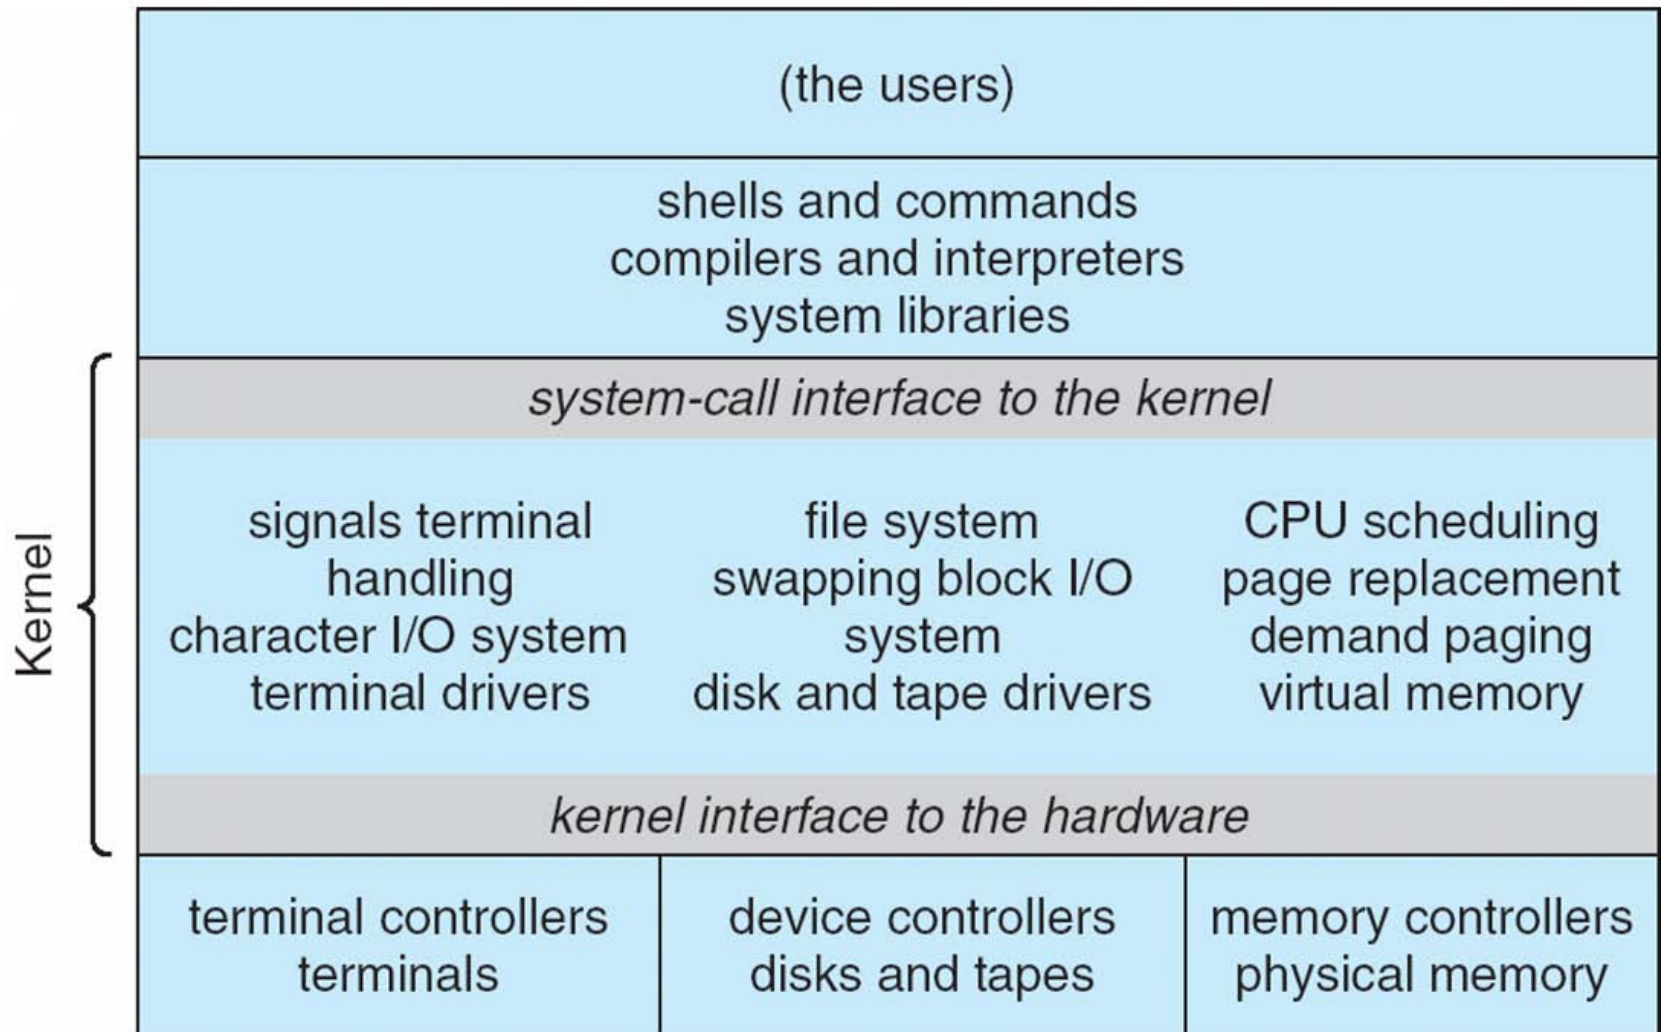 (the users)
shells and commands
compilers and interpreters
system libraries
Kernel
system-call interface to the kernel
signals terminal
handling
character I/O system
terminal drivers
file system
swapping block I/O
system
disk and tape drivers
CPU scheduling
page replacement
demand paging
virtual memory
kernel interface to the hardware
terminal controllers
terminals
device controllers
disks and tapes
memory controllers
physical memory